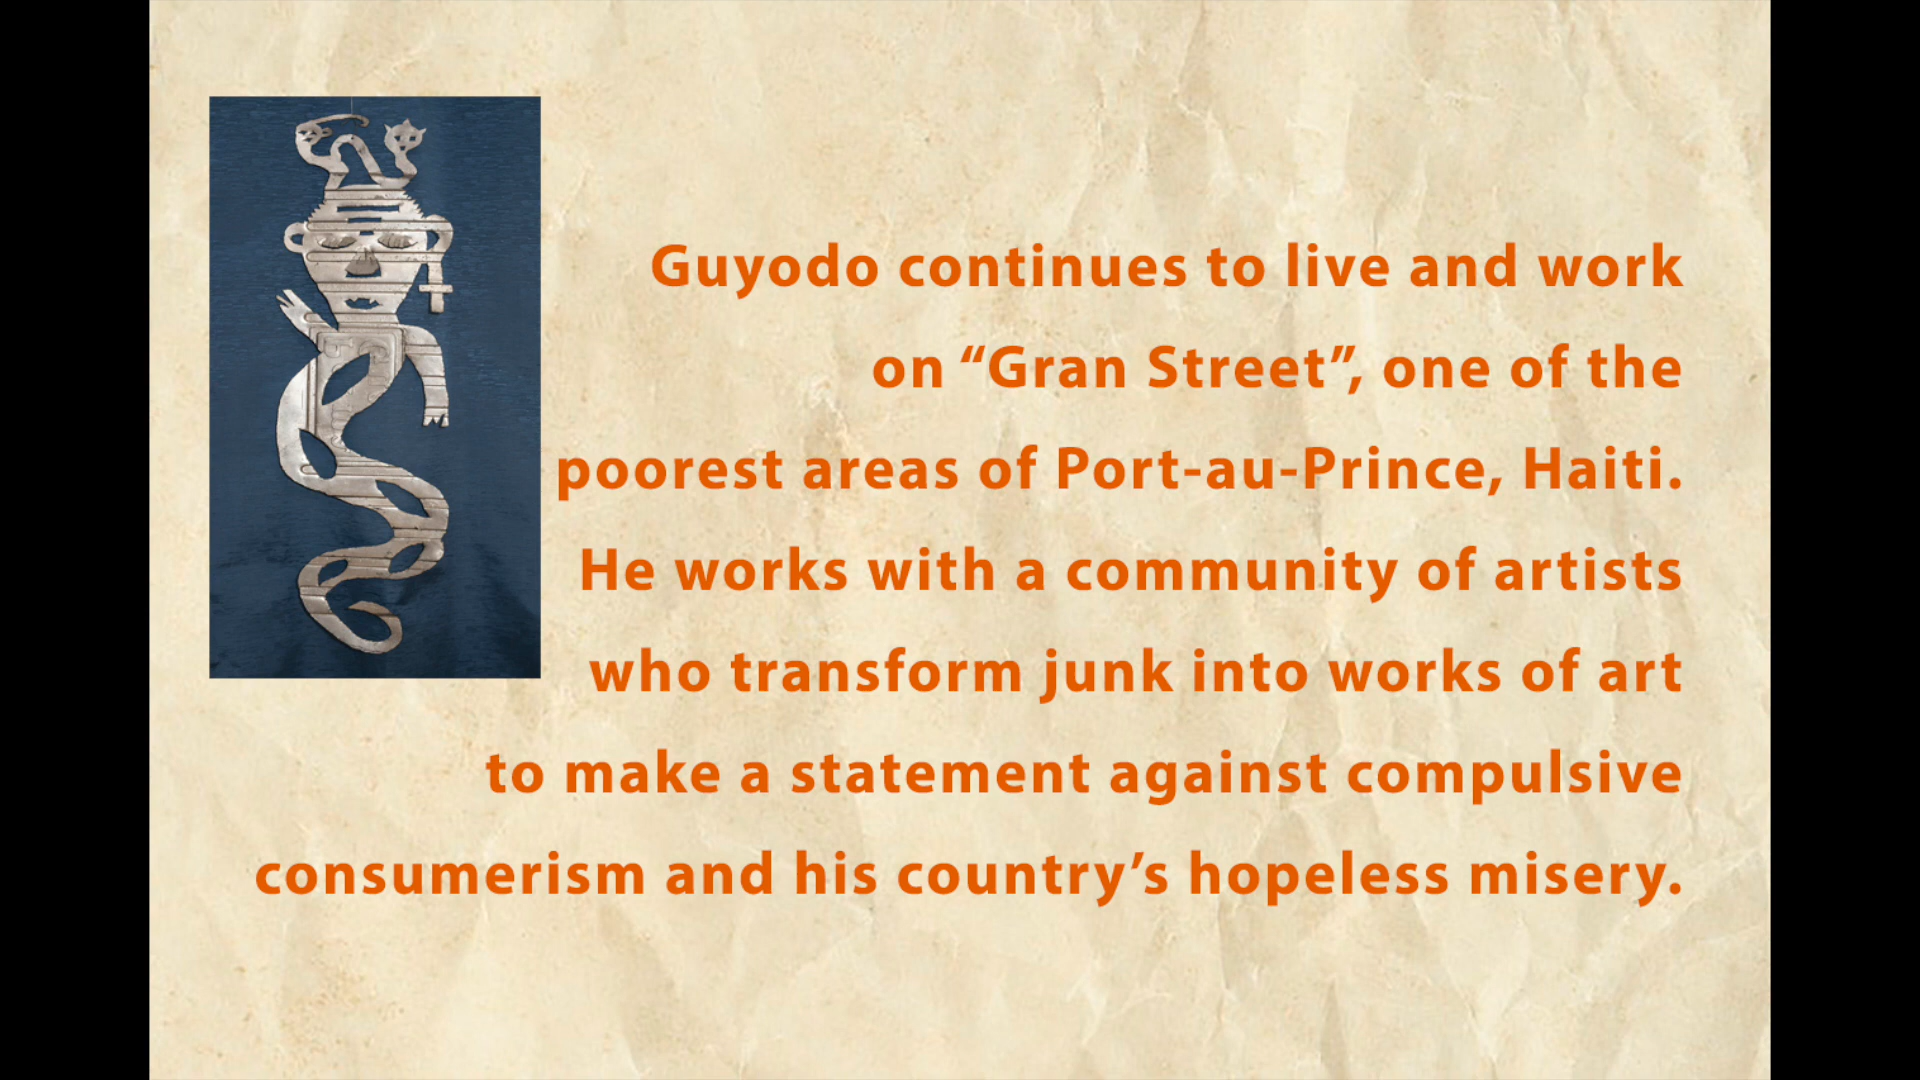 Guyodo continues to live and work
on “Gran Street”, one of the
poorest areas of Port-au-Prince, Haiti.
He works with a community of artists
who transform junk into works of art
to make a statement against compulsive
consumerism and his country’s hopeless misery.